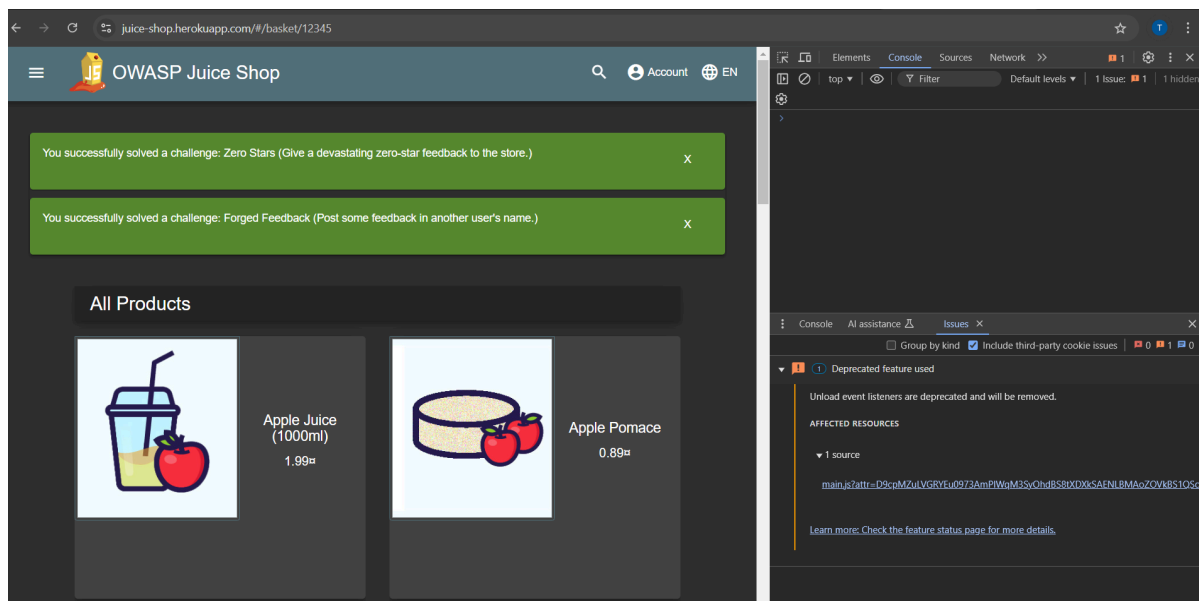 juice-shop.herokuapp.com/#/basket/12345
T
OWASP Juice Shop
Account
EN
You successfully solved a challenge: Zero Stars (Give a devastating zero-star feedback to the store.)
X
You successfully solved a challenge: Forged Feedback (Post some feedback in another user's name.)
X
All Products
Apple Juice
(1000ml)
1.99¤
Apple Pomace
0.89¤
Elements Console Sources Network 1
top Filter Default levels 1 Issue: 1 1 hidden
Console AI assistance Issues
Group by kind Include third-party cookie issues 0 1 0
1 Deprecated feature used
Unload event listeners are deprecated and will be removed.
AFFECTED RESOURCES
1 source
Learn more: Check the feature status page for more details.